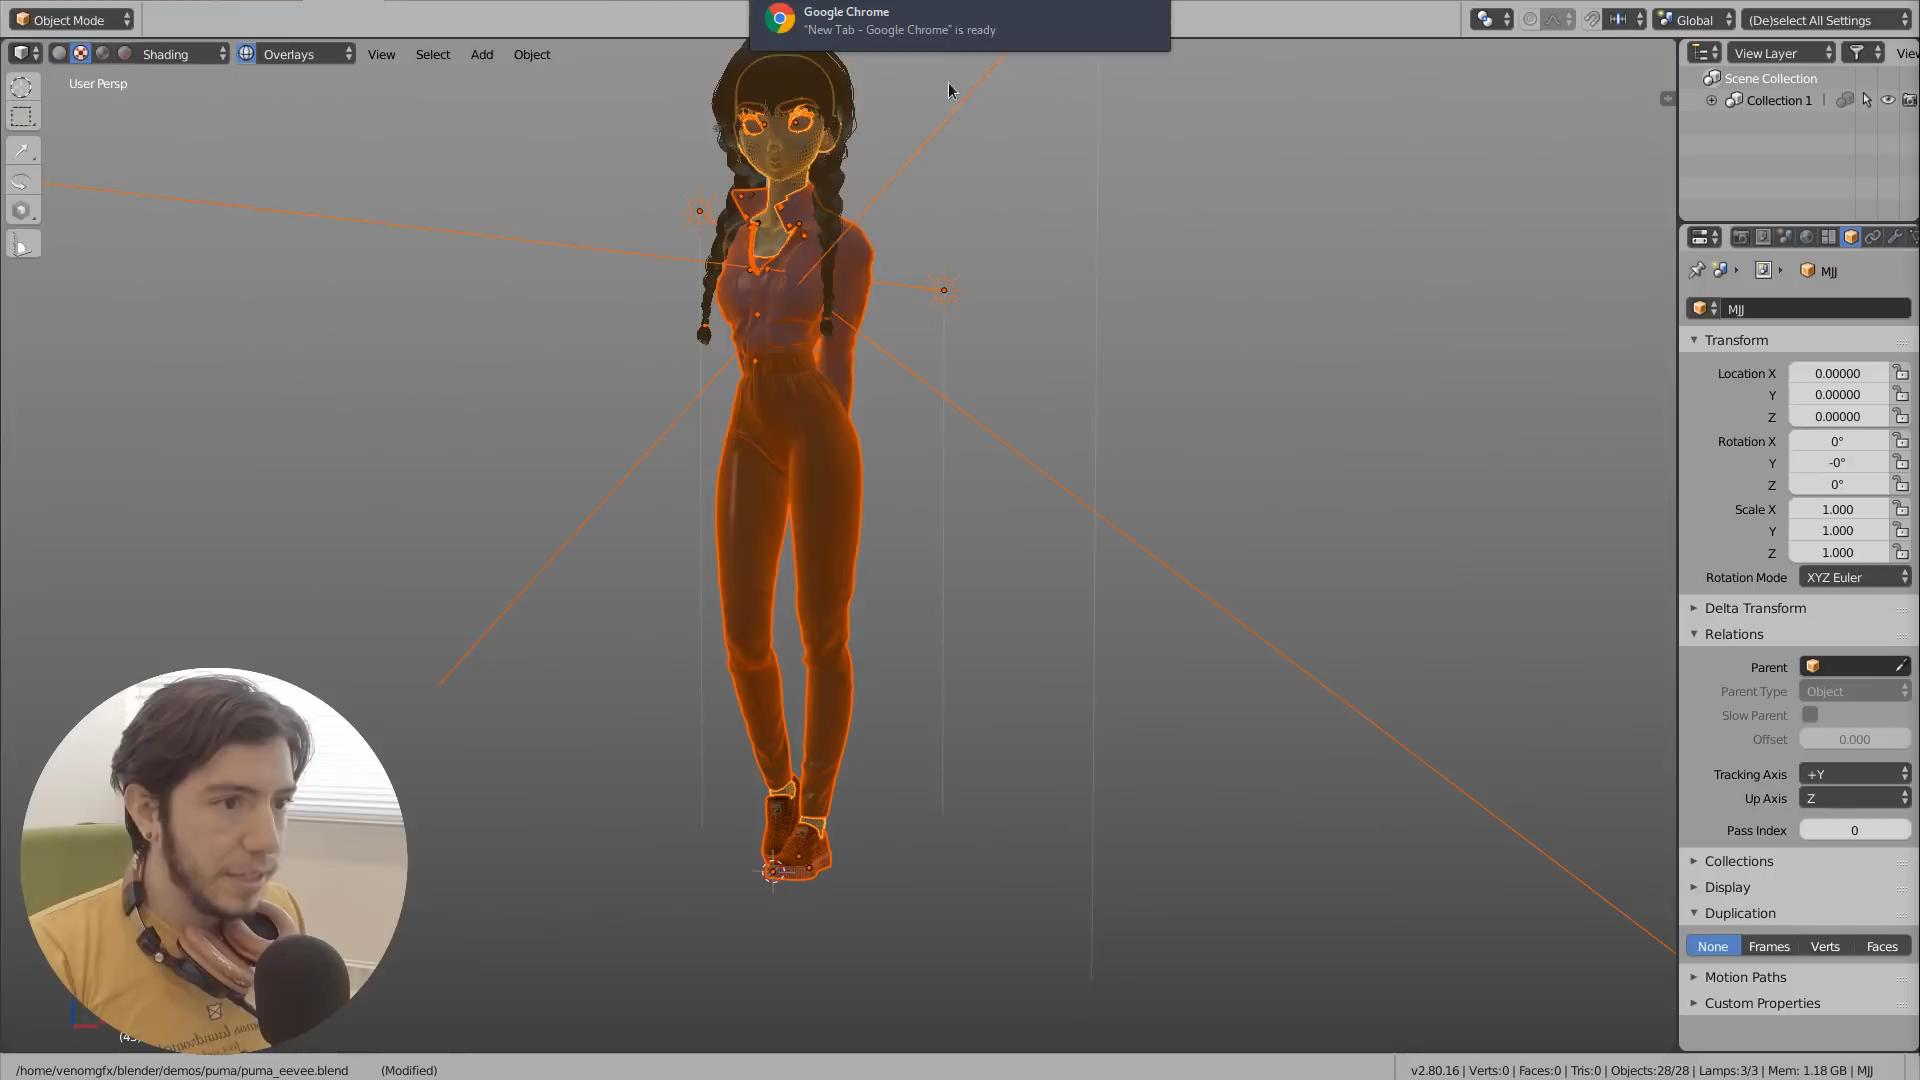 Object Mode
Google Chrome
"New Tab - Google Chrome" is ready
Global
(De)select All Settings
Shading
Overlays
View
Select
Add
Object
View Layer
View
User Persp
Scene Collection
Collection 1
MJJ
MJJ
Transform
Location X 0.00000
Y 0.00000
Z 0.00000
Rotation X 0°
Y -0°
Z 0°
Scale X 1.000
Y 1.000
Z 1.000
Rotation Mode XYZ Euler
Delta Transform
Relations
Parent
Parent Type Object
Slow Parent
Offset 0.000
Tracking Axis +Y
Up Axis Z
Pass Index 0
Collections
Display
Duplication
None Frames Verts Faces
Motion Paths
Custom Properties
/home/venomgfx/blender/demos/puma/puma_eevee.blend (Modified)
v2.80.16 | Verts:0 | Faces:0 | Tris:0 | Objects:28/28 | Lamps:3/3 | Mem: 1.18 GB | MJJ